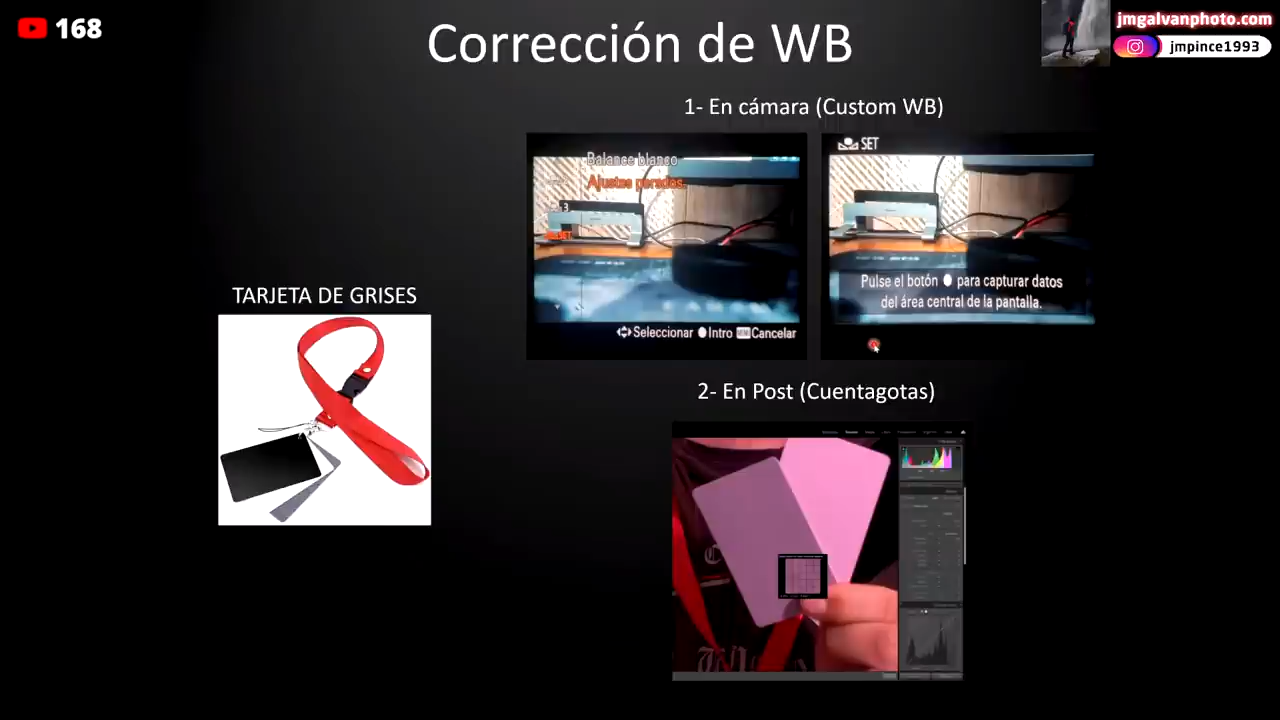 168
Corrección de WB
jmgalvanphoto.com
jmpince1993
1- En cámara (Custom WB)
Balance blanco
SET
Pulse el botón para capturar datos
del área central de la pantalla.
Seleccionar Intro Cancelar
TARJETA DE GRISES
2- En Post (Cuentagotas)